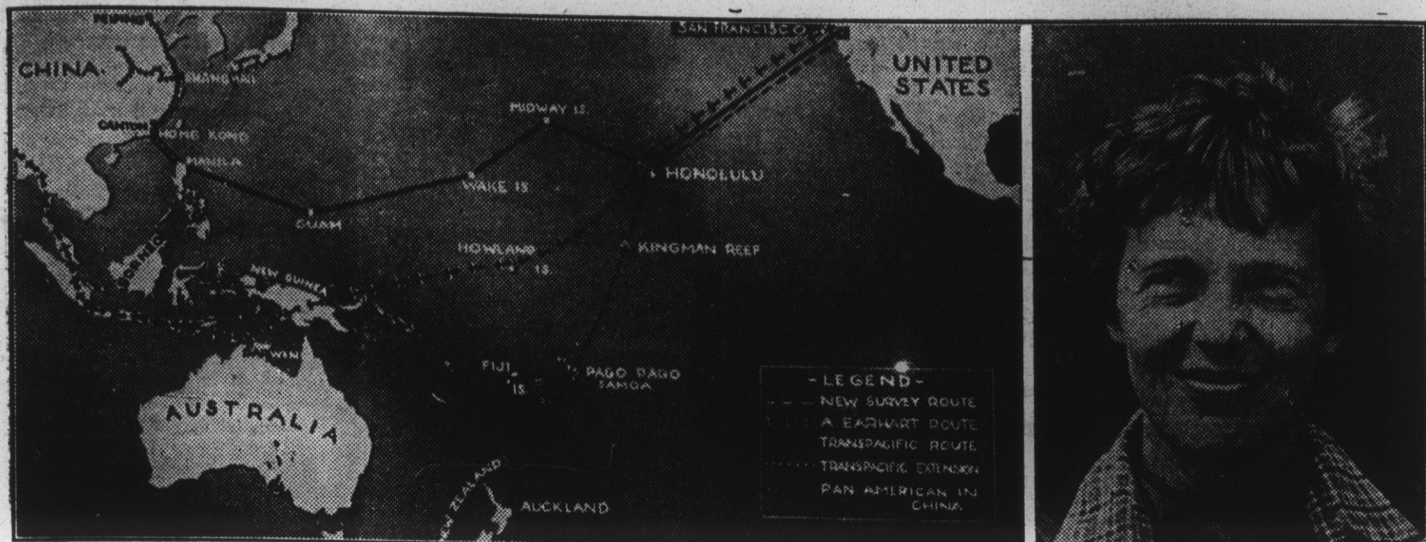 SAN FRANCISCO
CHINA
UNITED
STATES
SHANGHAI
MIDWAY IS.
CANTON
HONG KONG
MANILA
WAKE IS.
HONOLULU
GUAM
HOWLAND
IS.
KINGMAN REEF
NEW GUINEA
FIJI
IS.
PAGO PAGO
SAMOA
AUSTRALIA
-LEGEND-
NEW SURVEY ROUTE
A. EARHART ROUTE
TRANSPACIFIC ROUTE
TRANSPACIFIC EXTENSION
PAN AMERICAN IN
CHINA
NEW ZEALAND
AUCKLAND